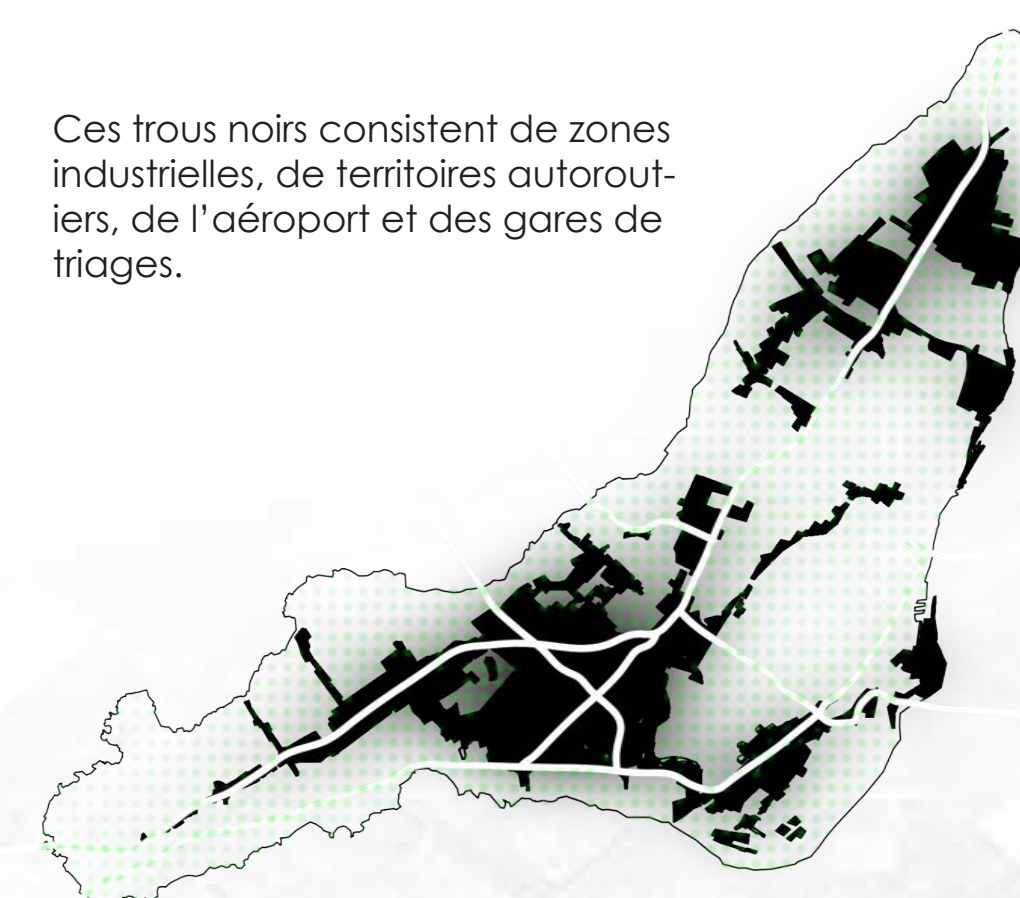 Ces trous noirs consistent de zones
industrielles, de territoires autorout-
iers, de l'aéroport et des gares de
triages.